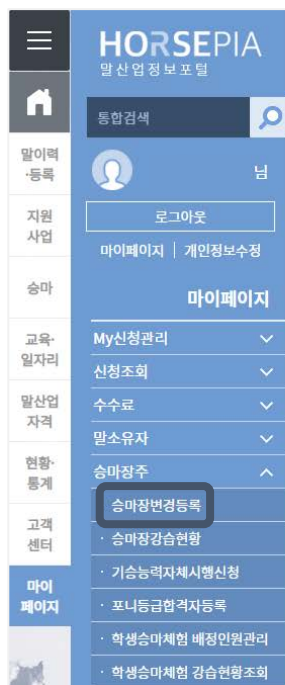 HORSEPIA
말산업정보포털
통합검색
님
로그아웃
마이페이지 | 개인정보수정
마이페이지
My신청관리
신청조회
수수료
말소유자
승마장주
승마장변경등록
· 승마장강습현황
· 기승능력자체시행신청
· 포니등급합격자등록
· 학생승마체험 배정인원관리
· 학생승마체험 강습현황조회
말이력
·등록
지원
사업
승마
교육·
일자리
말산업
자격
현황·
통계
고객
센터
마이
페이지